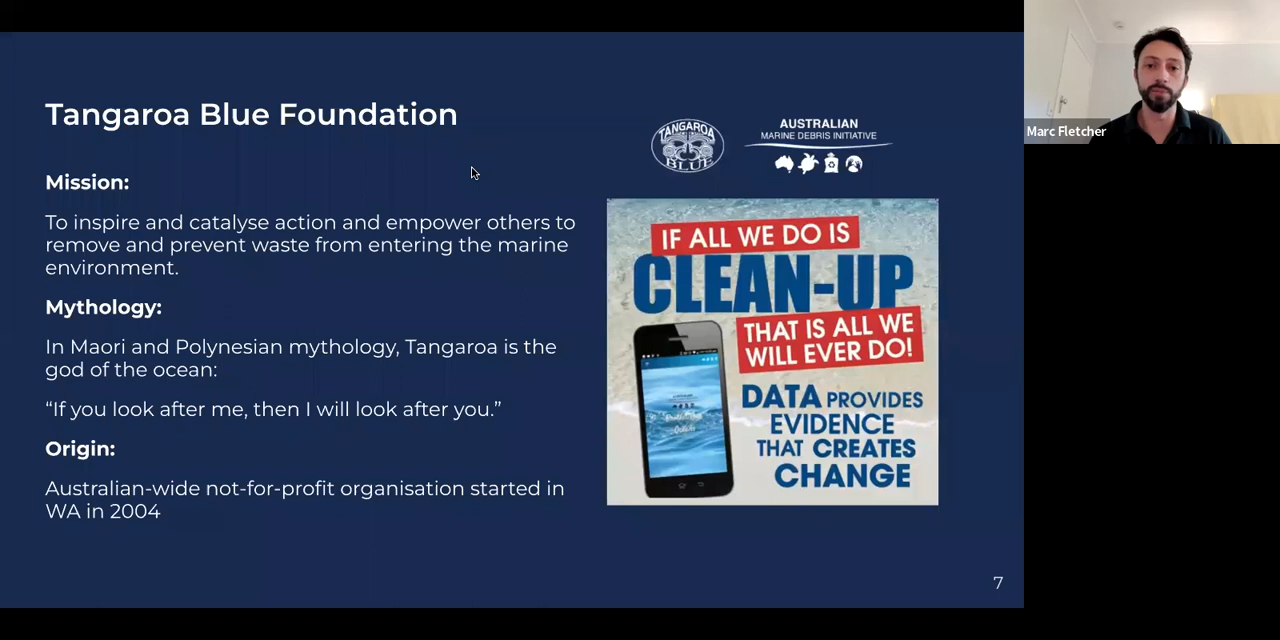 Tangaroa Blue Foundation
Mission:
To inspire and catalyse action and empower others to
remove and prevent waste from entering the marine
environment.
Mythology:
In Maori and Polynesian mythology, Tangaroa is the
god of the ocean:
“If you look after me, then I will look after you.”
Origin:
Australian-wide not-for-profit organisation started in
WA in 2004
TANGAROA
BLUE
AUSTRALIAN
MARINE DEBRIS INITIATIVE
IF ALL WE DO IS
CLEAN-UP
THAT IS ALL WE
WILL EVER DO!
DATA PROVIDES
EVIDENCE
THAT CREATES
CHANGE
7
Marc Fletcher